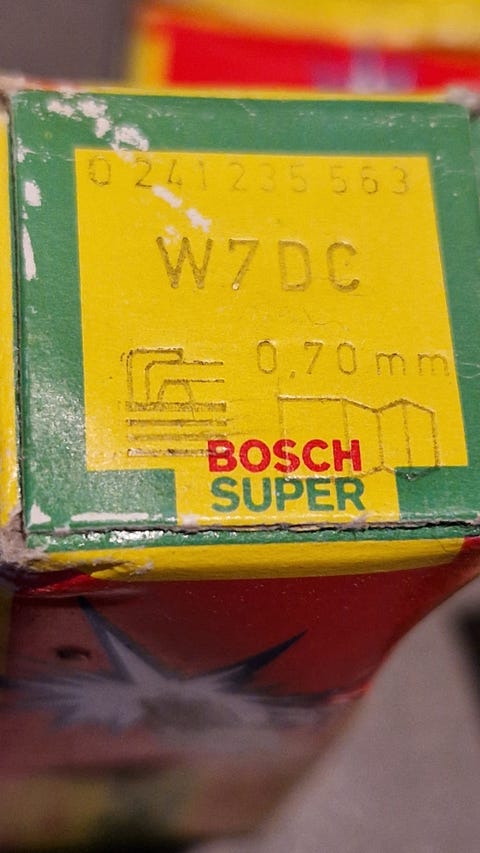 0 241 235 563
W7DC
0,70 mm
BOSCH
SUPER